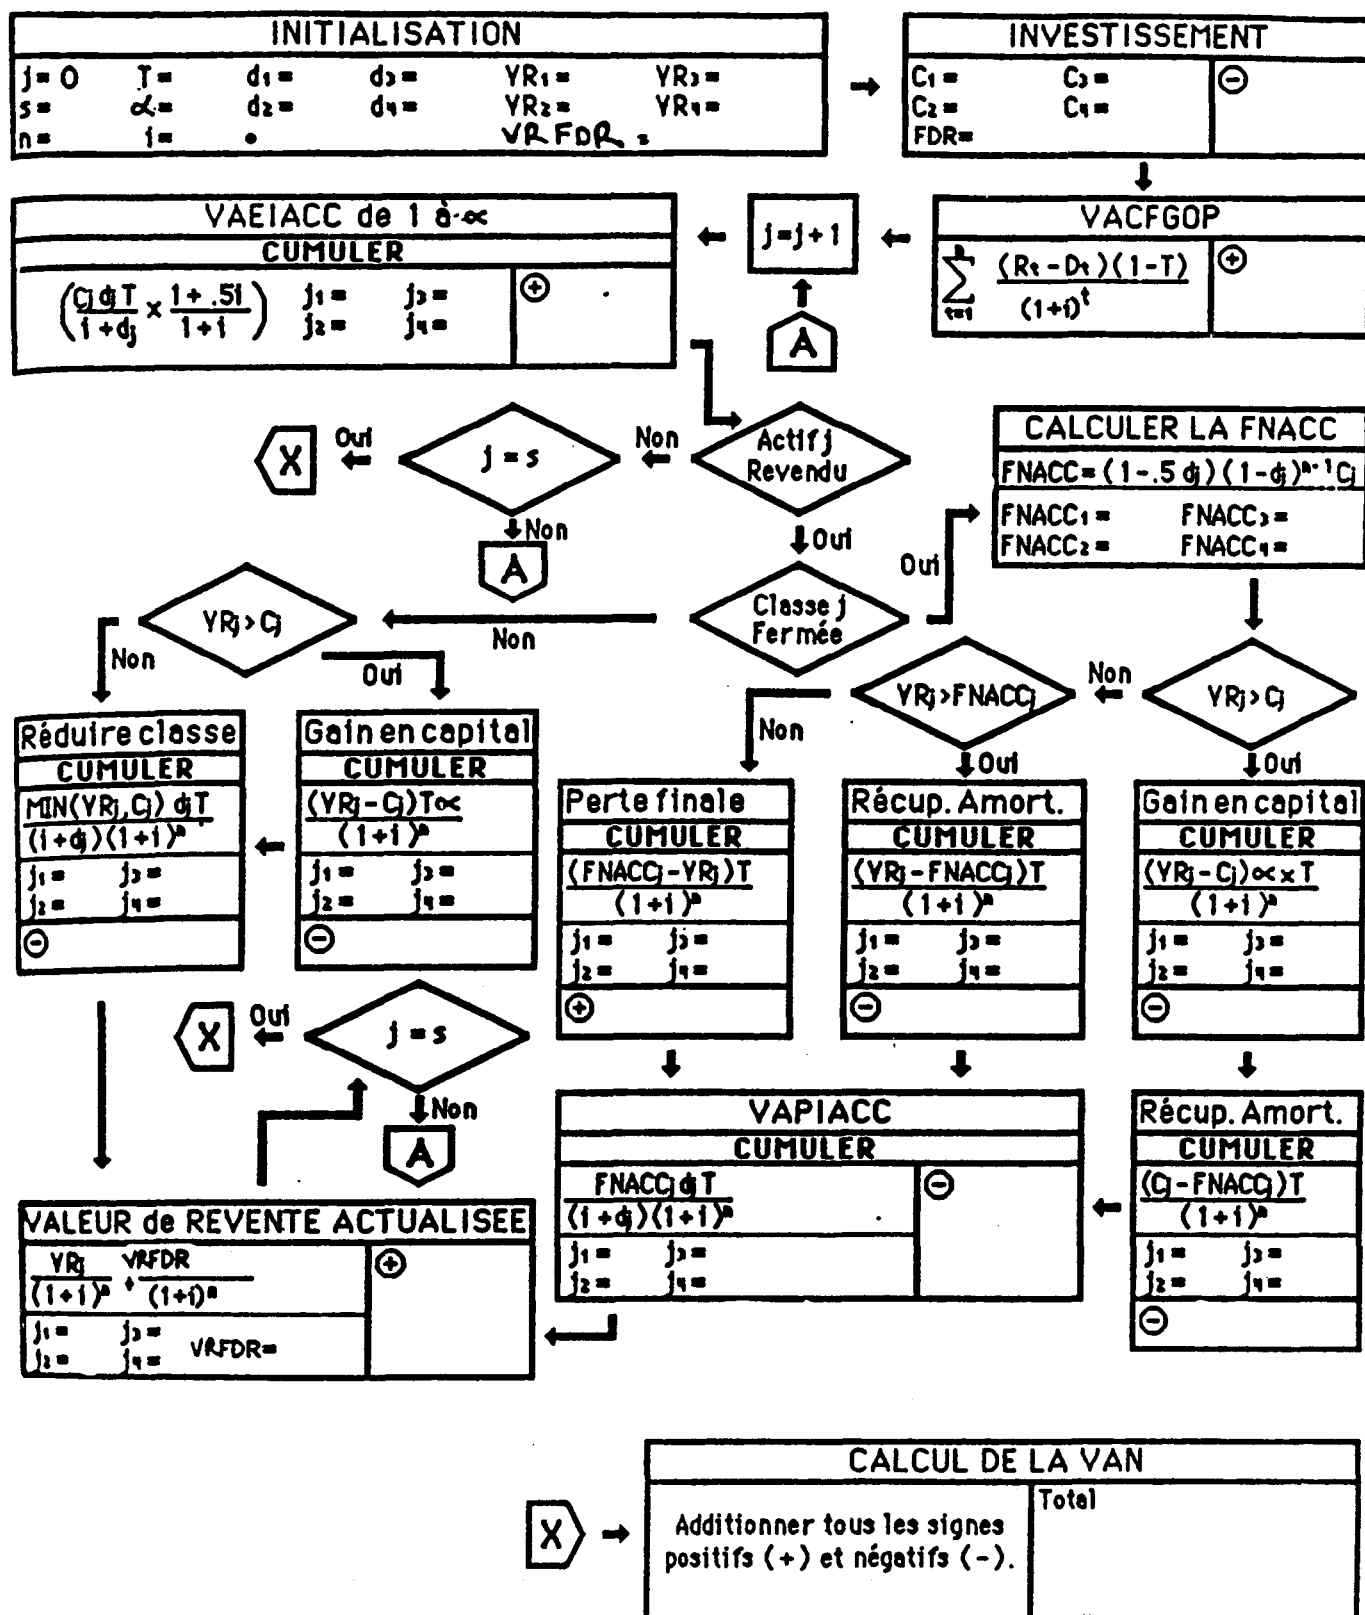 INITIALISATION
j= 0 T= d1= d3= VR1= VR3=
s= α= d2= d4= VR2= VR4=
n= i= VRFDR =
INVESTISSEMENT
C1= C3=
C2= C4=
FDR=
⊖
VAEIACC de 1 à ∝
CUMULER
(Cj dj T / i + dj × 1 + .5i / 1 + i) j1= j3=
j2= j4=
⊕
j=j+1
A
VACFGOP
n ∑ t=1 (Rt - Dt)(1-T) / (1+i)^t
⊕
X
Oui
j = s
Non
Actif j
Revendu
Non
A
Oui
CALCULER LA FNACC
FNACC=(1-.5 dj)(1-dj)^n-1 Cj
FNACC1= FNACC3=
FNACC2= FNACC4=
Oui
VRj>Cj
Non
Oui
Non
Classe j
Fermée
VRj>FNACCj
Non
VRj>Cj
Non
Oui
Oui
Réduire classe
CUMULER
MIN(VRj,Cj) dj T
(i+dj)(1+i)^n
j1= j3=
j2= j4=
⊖
Gain en capital
CUMULER
(VRj-Cj)T∝
(1+i)^n
j1= j3=
j2= j4=
⊖
Perte finale
CUMULER
(FNACCj-VRj)T
(1+i)^n
j1= j3=
j2= j4=
⊕
Récup. Amort.
CUMULER
(VRj-FNACCj)T
(1+i)^n
j1= j3=
j2= j4=
⊖
Gain en capital
CUMULER
(VRj-Cj)∝ x T
(1+i)^n
j1= j3=
j2= j4=
⊖
X
Oui
j = s
Non
A
VAPIACC
CUMULER
FNACCj dj T
(i+dj)(1+i)^n
j1= j3=
j2= j4=
⊖
Récup. Amort.
CUMULER
(Cj-FNACCj)T
(1+i)^n
j1= j3=
j2= j4=
⊖
VALEUR de REVENTE ACTUALISEE
VRj / (1+i)^n + VRFDR / (1+i)^n
j1= j3=
j2= j4= VRFDR=
⊕
CALCUL DE LA VAN
X
Additionner tous les signes
positifs (+) et négatifs (-).
Total